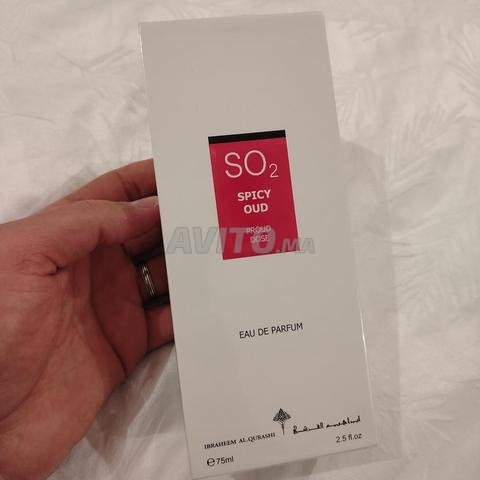 SO₂
SPICY
OUD
PROUD
DOSE
AVITO.MA
EAU DE PARFUM
IBRAHEEM AL.QURASHI
℮75ml 2.5 fl.oz